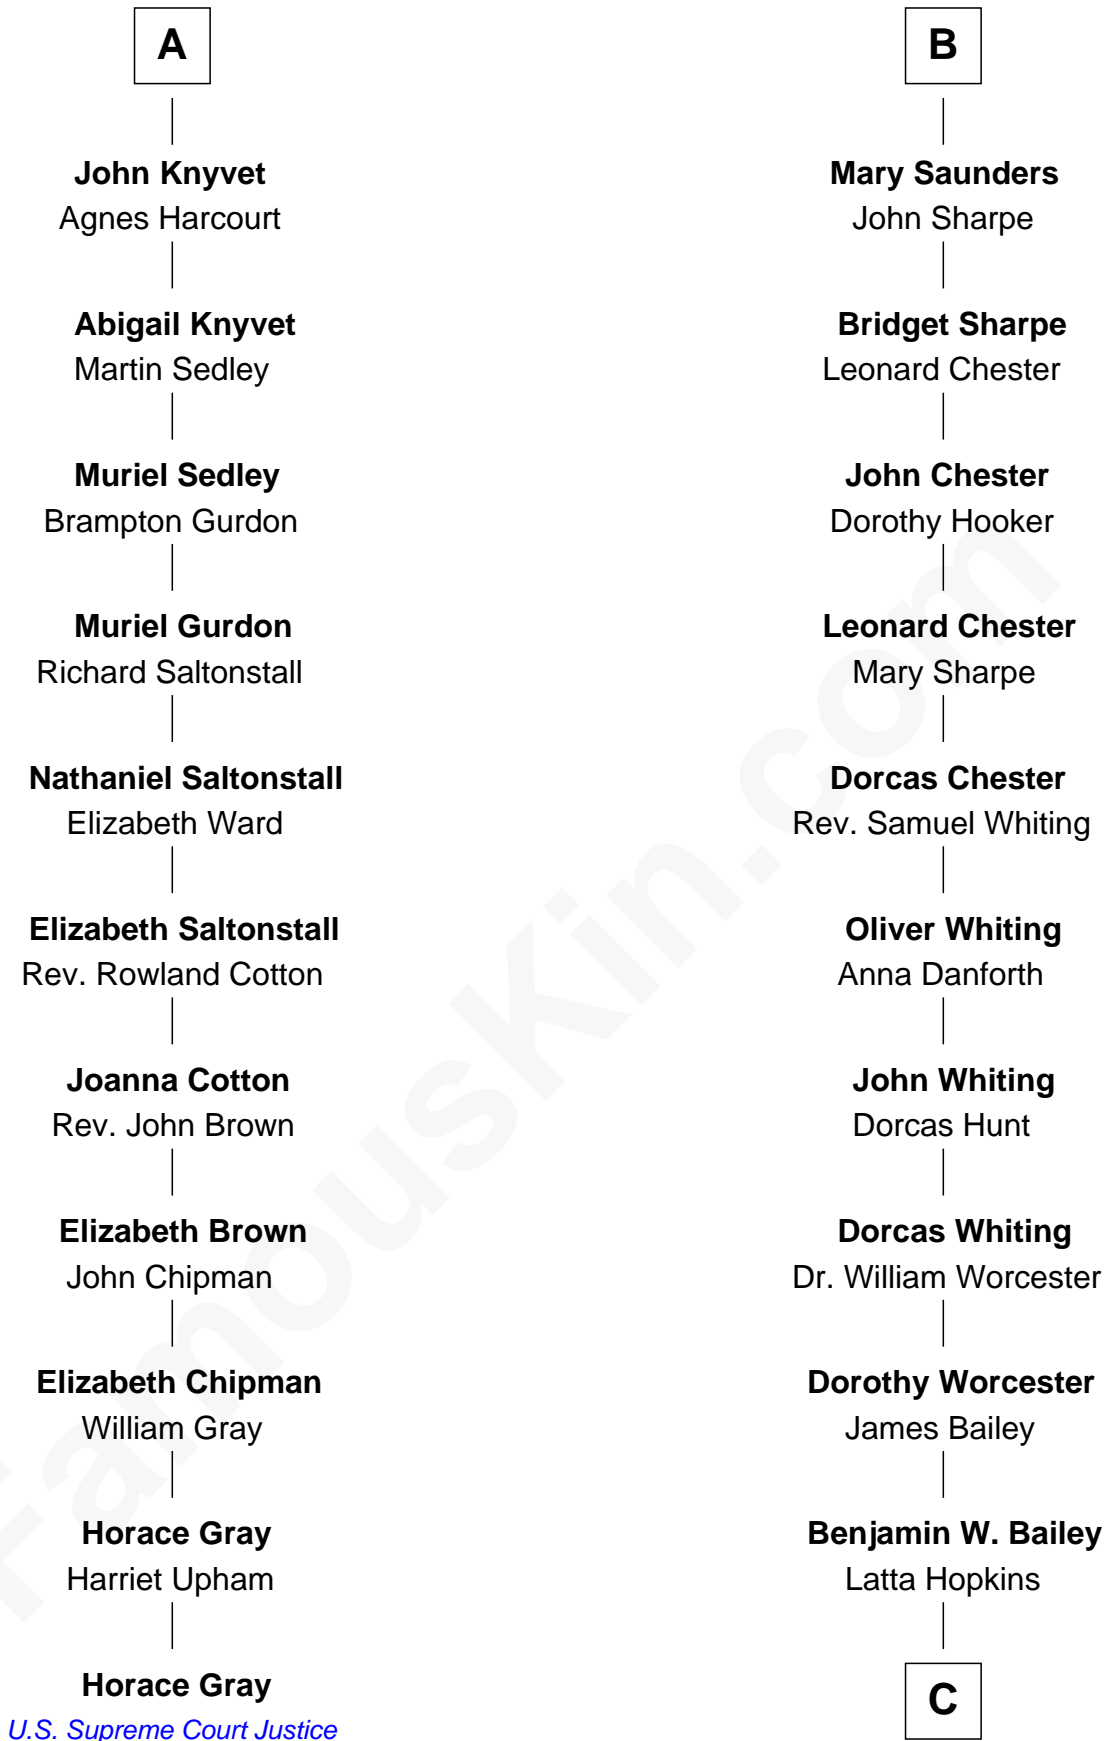 A
John Knyvet
Agnes Harcourt
Abigail Knyvet
Martin Sedley
Muriel Sedley
Brampton Gurdon
Muriel Gurdon
Richard Saltonstall
Nathaniel Saltonstall
Elizabeth Ward
Elizabeth Saltonstall
Rev. Rowland Cotton
Joanna Cotton
Rev. John Brown
Elizabeth Brown
John Chipman
Elizabeth Chipman
William Gray
Horace Gray
Harriet Upham
Horace Gray
U.S. Supreme Court Justice
B
Mary Saunders
John Sharpe
Bridget Sharpe
Leonard Chester
John Chester
Dorothy Hooker
Leonard Chester
Mary Sharpe
Dorcas Chester
Rev. Samuel Whiting
Oliver Whiting
Anna Danforth
John Whiting
Dorcas Hunt
Dorcas Whiting
Dr. William Worcester
Dorothy Worcester
James Bailey
Benjamin W. Bailey
Latta Hopkins
C
FamousKin.com